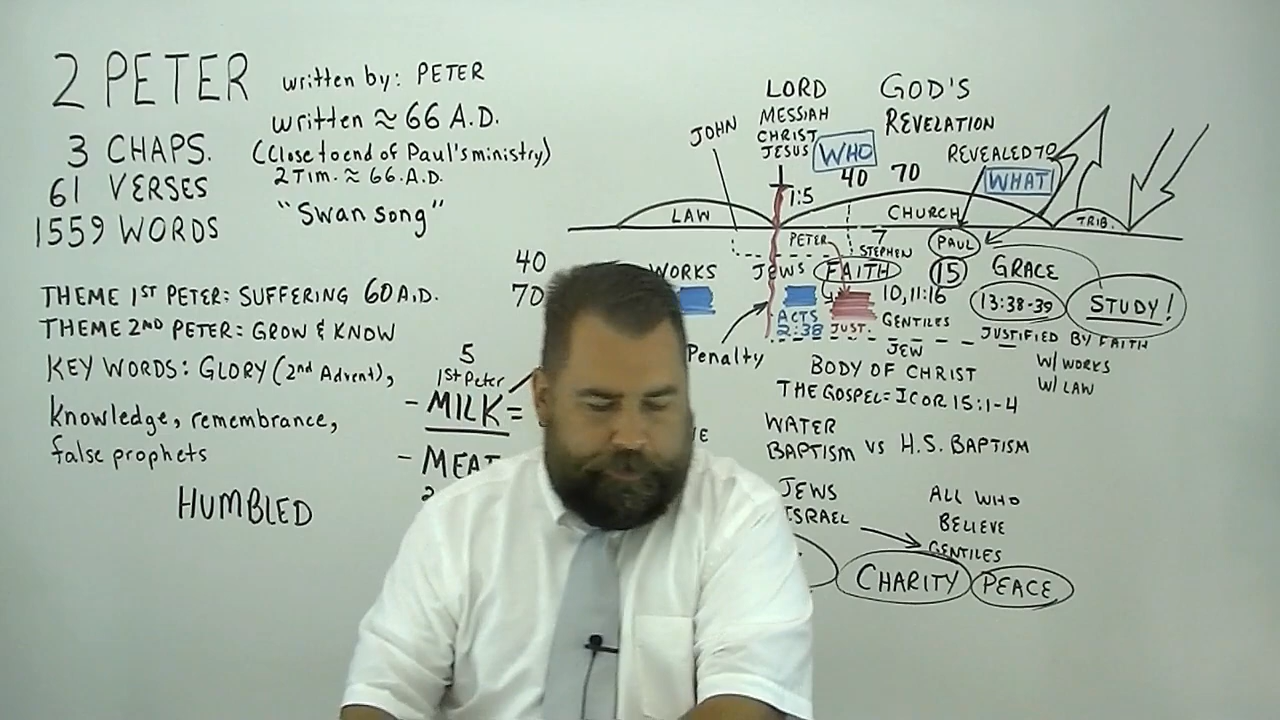 2 PETER
written by: PETER
written ≈ 66 A.D.
(Close to end of Paul's ministry)
2 Tim. ≈ 66. A.D.
"Swan song"
3 CHAPS.
61 VERSES
1559 WORDS
THEME 1ST PETER: SUFFERING 60 A.D.
THEME 2ND PETER: GROW & KNOW
KEY WORDS: GLORY (2nd Advent),
knowledge, remembrance,
false prophets
HUMBLED
40
70
5
1st Peter
- MILK =
- MEAT
2
JOHN
LORD
MESSIAH
CHRIST
JESUS
WHO
GOD'S
REVELATION
REVEALED TO
WHAT
40
70
1:5
LAW
CHURCH
TRIB.
PETER
7
STEPHEN
PAUL
WORKS
JEWS
FAITH
15
GRACE
ACTS
2:38
JUST.
10, 11:16
GENTILES
13:38-39
STUDY!
Penalty
JEW
JUSTIFIED BY FAITH
W/ WORKS
W/ LAW
BODY OF CHRIST
THE GOSPEL = I COR 15:1-4
WATER
BAPTISM VS H.S. BAPTISM
JEWS
ISRAEL
ALL WHO
BELIEVE
GENTILES
CHARITY
PEACE